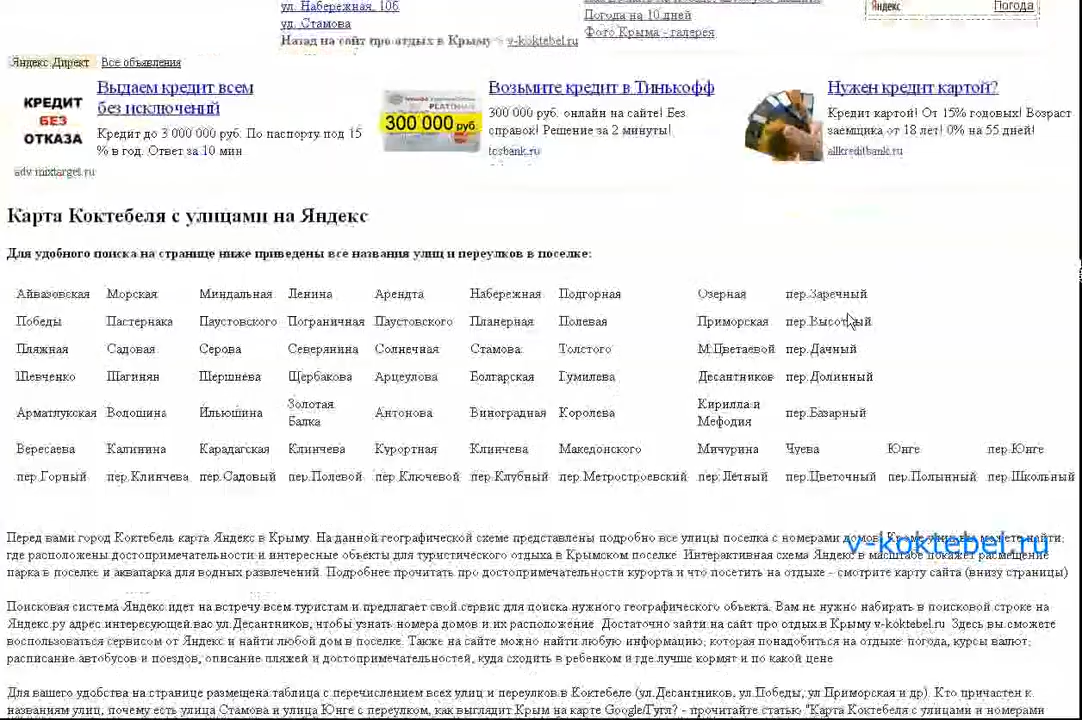 ул. Набережная, 106
ул. Стамова
Назад на сайт про отдых в Крыму - v-koktebel.ru
Погода на 10 дней
Фото Крыма - галерея
Яндекс Погода
Яндекс Директ Все объявления
Выдаем кредит всем
без исключений
КРЕДИТ
БЕЗ
ОТКАЗА
Кредит до 3 000 000 руб. По паспорту под 15
% в год. Ответ за 10 мин
adv.mixtarget.ru
PLATINUM
300 000 руб.
Возьмите кредит в Тинькофф
300 000 руб. онлайн на сайте! Без
справок! Решение за 2 минуты!
tcsbank.ru
Нужен кредит картой?
Кредит картой! От 15% годовых! Возраст
заемщика от 18 лет! 0% на 55 дней!
allkreditbank.ru
Карта Коктебеля с улицами на Яндекс
Для удобного поиска на странице ниже приведены все названия улиц и переулков в поселке:
Айвазовская Морская Миндальная Ленина Арендта Набережная Подгорная Озерная пер.Заречный
Победы Пастернака Паустовского Пограничная Паустовского Планерная Полевая Приморская пер.Высотный
Пляжная Садовая Серова Северянина Солнечная Стамова Толстого М.Цветаевой пер.Дачный
Шевченко Шагинян Шершнева Щербакова Арцеулова Болгарская Гумилева Десантников пер.Долинный
Арматлукская Волошина Ильюшина Золотая Балка Антонова Виноградная Королева Кирилла и Мефодия пер.Базарный
Вересаева Калинина Карадагская Клинчева Курортная Клинчева Македонского Мичурина Чуева Юнге пер.Юнге
пер.Горный пер.Клинчева пер.Садовый пер.Полевой пер.Ключевой пер.Клубный пер.Метростроевский пер.Летный пер.Цветочный пер.Полынный пер.Школьный
Перед вами город Коктебель карта Яндекс в Крыму. На данной географической схеме представлены подробно все улицы поселка с номерами домов. Кроме улиц вы можете найти,
где расположены достопримечательности и интересные объекты для туристического отдыха в Крымском поселке. Интерактивная схема Яндекс в масштабе покажет размещение
парка в поселке и аквапарка для водных развлечений. Подробнее прочитать про достопримечательности курорта и что посетить на отдыхе - смотрите карту сайта (внизу страницы)
v-koktebel.ru
Поисковая система Яндекс идет на встречу всем туристам и предлагает свой сервис для поиска нужного географического объекта. Вам не нужно набирать в поисковой строке на
Яндекс.ру адрес интересующей вас ул.Десантников, чтобы узнать номера домов и их расположение. Достаточно зайти на сайт про отдых в Крыму v-koktebel.ru. Здесь вы сможете
воспользоваться сервисом от Яндекс и найти любой дом в поселке. Также на сайте можно найти любую информацию, которая понадобиться на отдыхе: погода, курсы валют,
расписание автобусов и поездов, описание пляжей и достопримечательностей, куда сходить в ребенком и где лучше кормят и по какой цене
Для вашего удобства на странице размещена таблица с перечислением всех улиц и переулков в Коктебеле (ул.Десантников, ул.Победы, ул.Приморская и др). Кто причастен к
названиям улиц, почему есть улица Стамова и улица Юнге с переулком, как выглядит Крым на карте Google/Гугл? - прочитайте статью "Карта Коктебеля с улицами и номерами